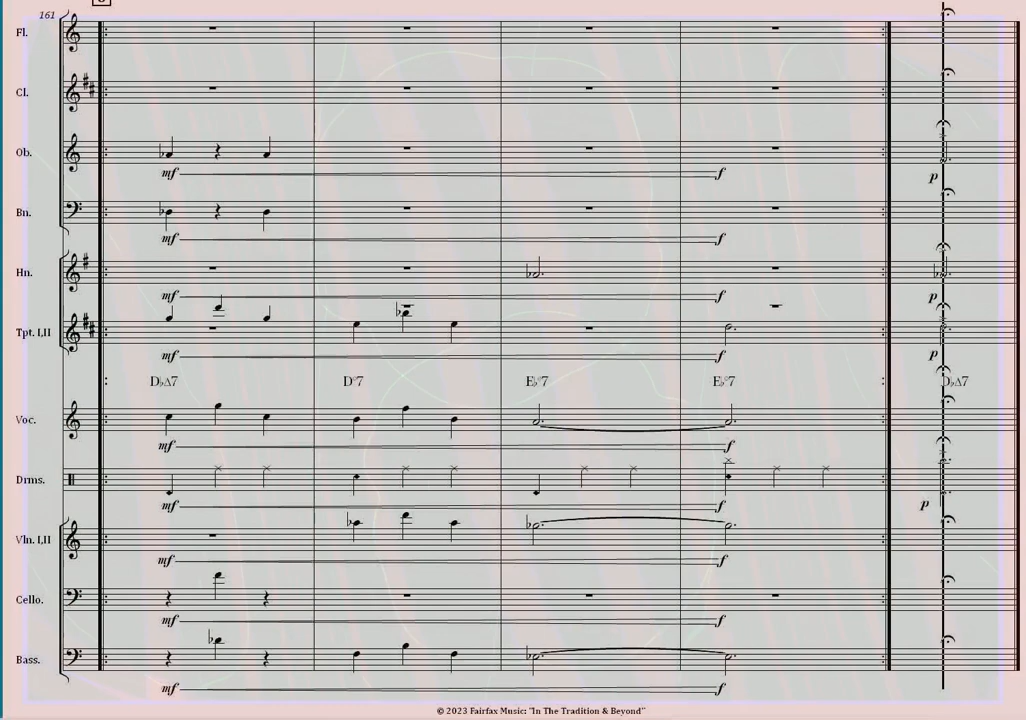 161
Fl.
Cl.
Ob.
mf f p
Bn.
mf f
Hn.
mf f p
Tpt. I,II
mf f p
D♭Δ7 D°7 E♭°7 E♭°7 D♭Δ7
Voc.
mf f
Drms.
mf f p
Vln. I,II
mf f
Cello.
mf f
Bass.
mf f
© 2023 Fairfax Music: "In The Tradition & Beyond"